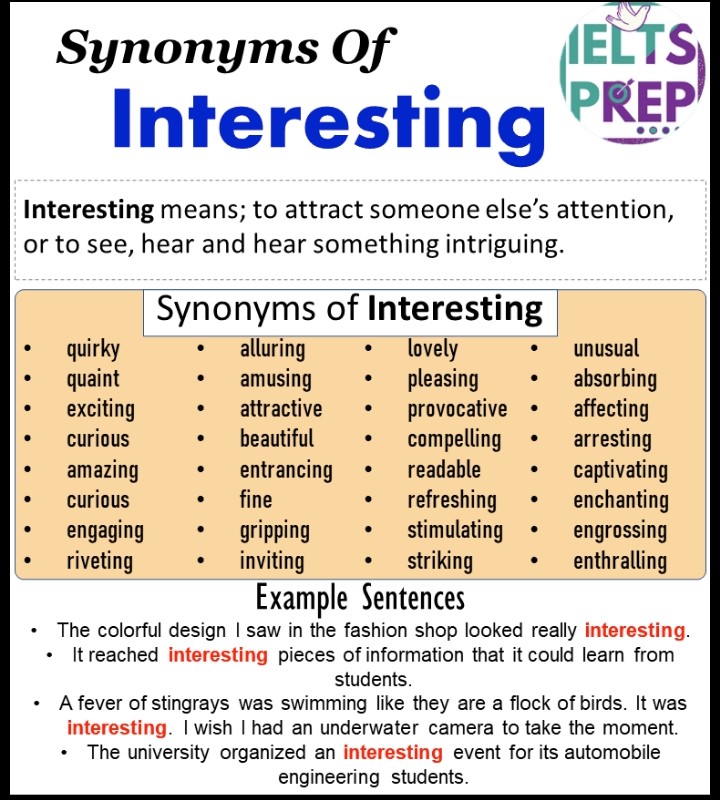 Synonyms Of
Interesting
IELTS
PREP
Interesting means; to attract someone else's attention,
or to see, hear and hear something intriguing.
Synonyms of Interesting
• quirky • alluring • lovely • unusual
• quaint • amusing • pleasing • absorbing
• exciting • attractive • provocative • affecting
• curious • beautiful • compelling • arresting
• amazing • entrancing • readable • captivating
• curious • fine • refreshing • enchanting
• engaging • gripping • stimulating • engrossing
• riveting • inviting • striking • enthralling
Example Sentences
• The colorful design I saw in the fashion shop looked really interesting.
• It reached interesting pieces of information that it could learn from
students.
• A fever of stingrays was swimming like they are a flock of birds. It was
interesting. I wish I had an underwater camera to take the moment.
• The university organized an interesting event for its automobile
engineering students.